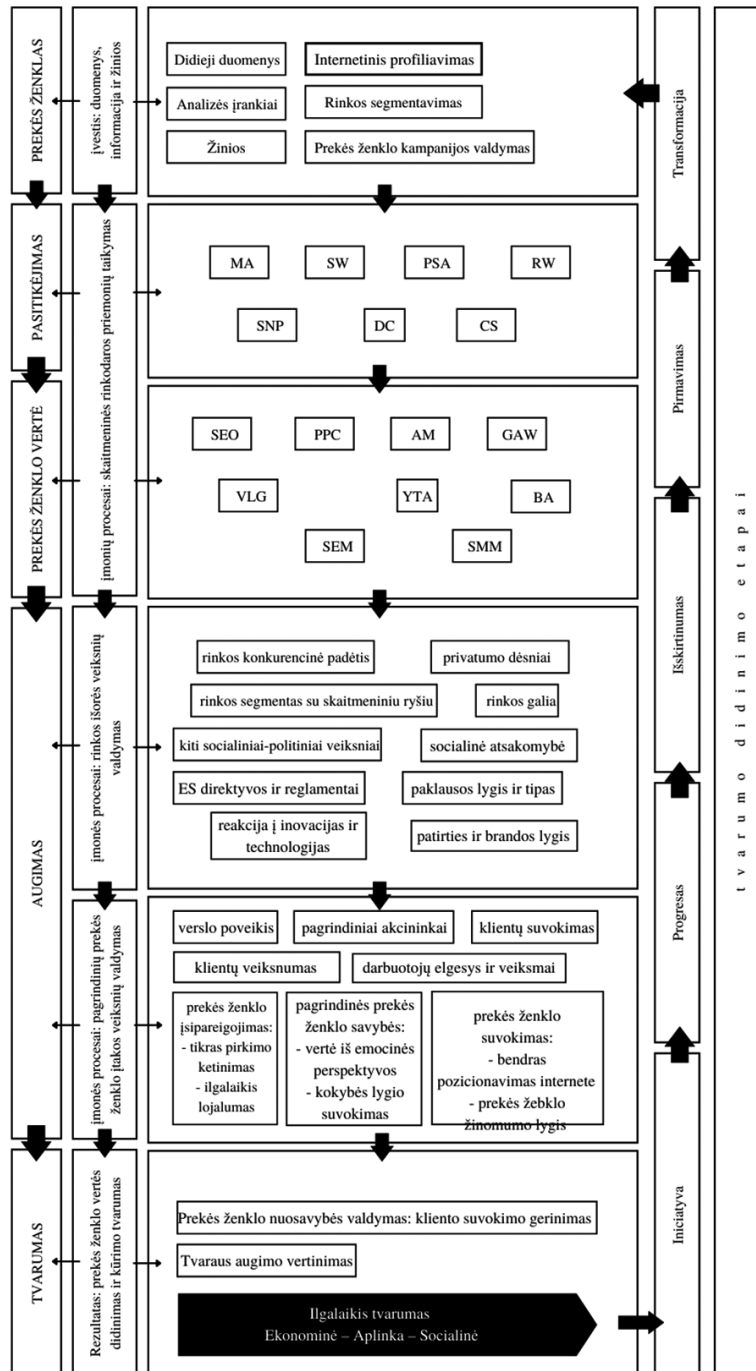 PREKĖS ŽENKLAS
įvestis: duomenys,
informacija ir žinios
Didieji duomenys
Internetinis profiliavimas
Analizės įrankiai
Rinkos segmentavimas
Žinios
Prekės ženklo kampanijos valdymas
Transformacija
PASITIKĖJIMAS
įmonių procesai: skaitmeninės rinkodaros priemonių taikymas
MA
SW
PSA
RW
SNP
DC
CS
Pirmavimas
PREKĖS ŽENKLO VERTĖ
SEO
PPC
AM
GAW
VLG
YTA
BA
SEM
SMM
Išskirtinumas
tvarumo didinimo etapai
AUGIMAS
įmonės procesai: rinkos išorės veiksnių
valdymas
rinkos konkurencinė padėtis
privatumo dėsniai
rinkos segmentas su skaitmeniniu ryšiu
rinkos galia
kiti socialiniai-politiniai veiksniai
socialinė atsakomybė
ES direktyvos ir reglamentai
paklausos lygis ir tipas
reakcija į inovacijas ir
technologijas
patirties ir brandos lygis
Progresas
įmonės procesai: pagrindinių prekės
ženklo įtakos veiksnių valdymas
verslo poveikis
pagrindiniai akcininkai
klientų suvokimas
klientų veiksnumas
darbuotojų elgesys ir veiksmai
prekės ženklo
įsipareigojimas:
- tikras pirkimo
ketinimas
- ilgalaikis
lojalumas
pagrindinės prekės
ženklo savybės:
- vertė iš emocinės
perspektyvos
- kokybės lygio
suvokimas
prekės ženklo
suvokimas:
- bendras
pozicionavimas internete
- prekės žebklo
žinomumo lygis
Iniciatyva
TVARUMAS
Rezultatas: prekės ženklo vertės
didinimas ir kūrimo tvarumas
Prekės ženklo nuosavybės valdymas: kliento suvokimo gerinimas
Tvaraus augimo vertinimas
Ilgalaikis tvarumas
Ekonominė – Aplinka – Socialinė